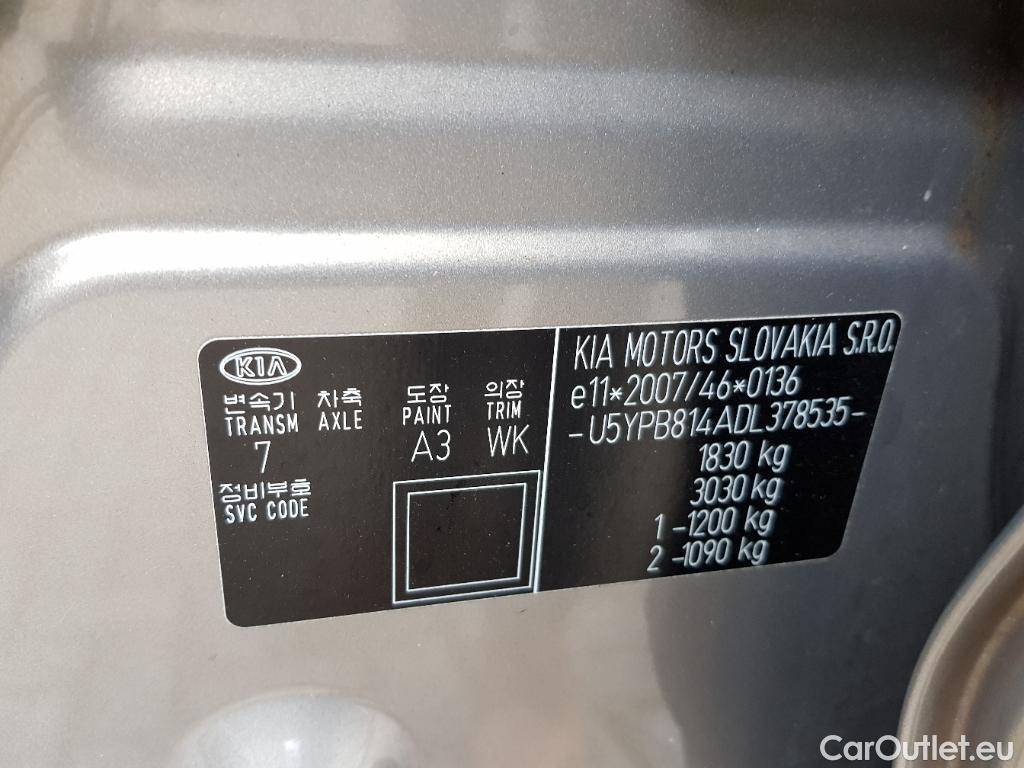 KIA
변속기 차축 도장 의장
TRANSM AXLE PAINT TRIM
7 A3 WK
정비부호
SVC CODE
KIA MOTORS SLOVAKIA S.R.O.
e11*2007/46*0136
-U5YPB814ADL378535-
1830 kg
3030 kg
1-1200 kg
2-1090 kg
CarOutlet.eu